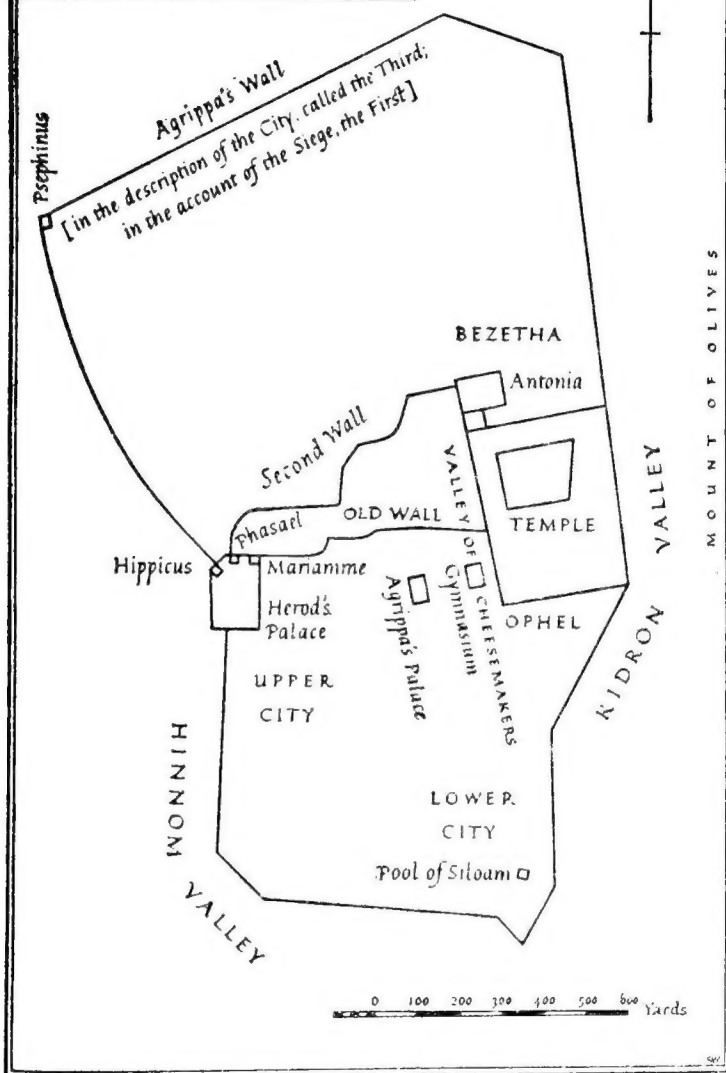 Agrippa's Wall
[in the description of the City, called the Third;
in the account of the Siege, the First]
Psephinus
MOUNT OF OLIVES
BEZETHA
Antonia
Second Wall
VALLEY OF CHEESEMAKERS
KIDRON VALLEY
Phasael
OLD WALL
TEMPLE
Hippicus
Mariamme
Gymnasium
Herod's
Palace
Agrippa's Palace
OPHEL
UPPER
CITY
HINNOM VALLEY
LOWER
CITY
Pool of Siloam
0 100 200 300 400 500 600 Yards